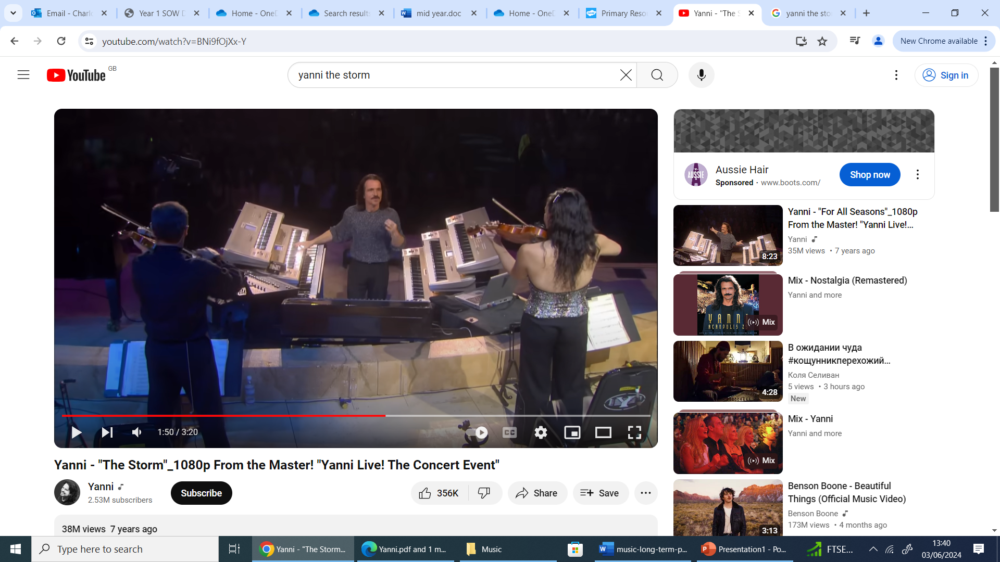 Email - Charlo
Year 1 SOW D
Home - OneD
Search results
mid year.doc
Home - OneD
Primary Resou
Yanni - "The S
yanni the stor
youtube.com/watch?v=BNi9fOjXx-Y
New Chrome available
YouTube GB
yanni the storm
Sign in
AUSSIE
Aussie Hair
Sponsored · www.boots.com/
Shop now
1:50 / 3:20
CC
Yanni - "The Storm"_1080p From the Master! "Yanni Live! The Concert Event"
Yanni
2.53M subscribers
Subscribe
356K
Share
Save
38M views 7 years ago
Yanni - "For All Seasons"_1080p
From the Master! "Yanni Live!...
Yanni
35M views • 7 years ago
8:23
Mix - Nostalgia (Remastered)
Yanni and more
YANNI
Mix
В ожидании чуда
#кощунникперехожий...
Коля Селиван
5 views • 3 hours ago
New
4:28
Mix - Yanni
Yanni and more
Mix
Benson Boone - Beautiful
Things (Official Music Video)
Benson Boone
173M views • 4 months ago
3:13
Type here to search
Yanni - "The Storm...
Yanni.pdf and 1 m...
Music
music-long-term-p...
Presentation1 - Po...
FTSE...
13:40
03/06/2024